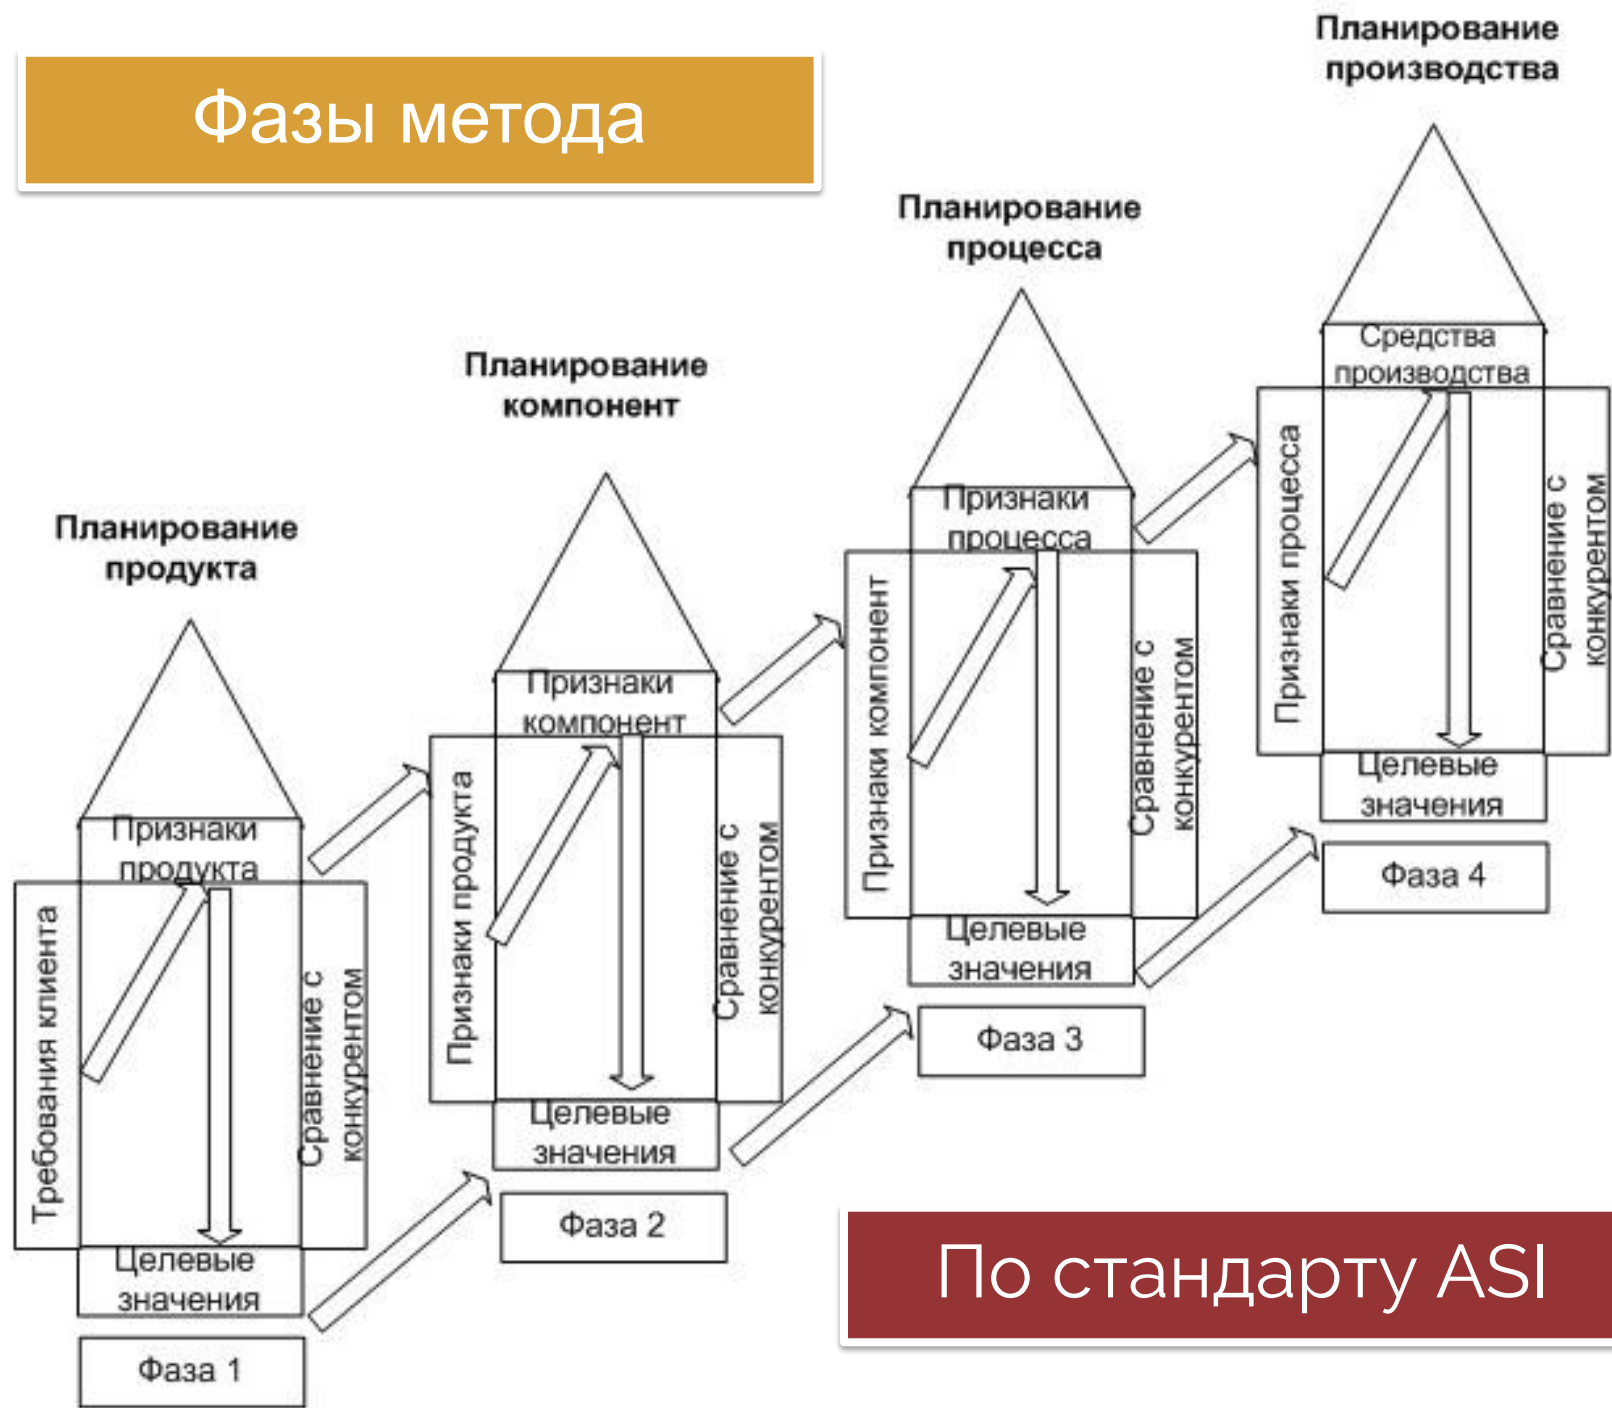 Фазы метода
Планирование
продукта
Признаки
продукта
Требования клиента
Сравнение с
конкурентом
Целевые
значения
Фаза 1
Планирование
компонент
Признаки
компонент
Признаки продукта
Сравнение с
конкурентом
Целевые
значения
Фаза 2
Планирование
процесса
Признаки
процесса
Признаки компонент
Сравнение с
конкурентом
Целевые
значения
Фаза 3
Планирование
производства
Средства
производства
Признаки процесса
Сравнение с
конкурентом
Целевые
значения
Фаза 4
По стандарту ASI